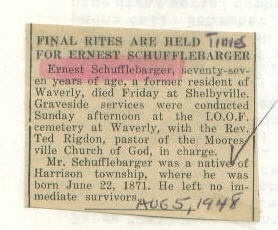 FINAL RITES ARE HELD Times
FOR ERNEST SCHUFFLEBARGER
Ernest Schufflebarger, seventy-sev-
en years of age, a former resident of
Waverly, died Friday at Shelbyville.
Graveside services were conducted
Sunday afternoon at the I.O.O.F.
cemetery at Waverly, with the Rev.
Ted Rigdon, pastor of the Moores-
ville Church of God, in charge.
Mr. Schufflebarger was a native of
Harrison township, where he was
born June 22, 1871. He left no im-
mediate survivors.
AUG 5, 1948